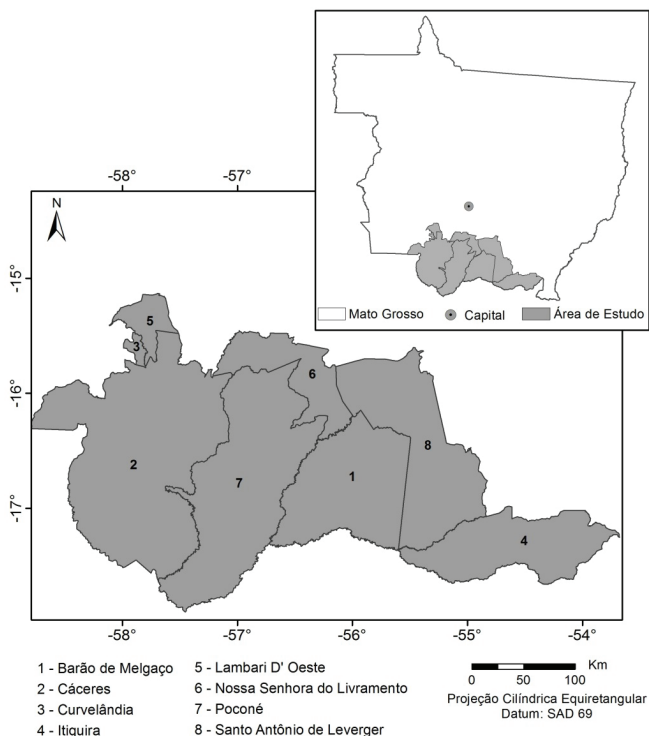 Mato Grosso
Capital
Área de Estudo
-58°
-57°
N
-15°
-16°
-17°
5
3
6
2
7
1
8
4
-58°
-57°
-56°
-55°
-54°
1 - Barão de Melgaço
2 - Cáceres
3 - Curvelândia
4 - Itiquira
5 - Lambari D' Oeste
6 - Nossa Senhora do Livramento
7 - Poconé
8 - Santo Antônio de Leverger
Km
0 25 50 100
Projeção Cilíndrica Equiretangular
Datum: SAD 69